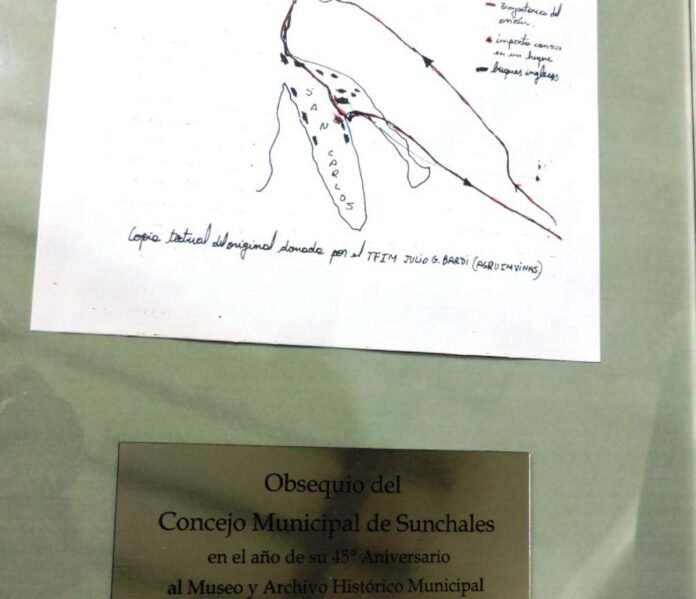 Trayectoria del
avión.
impacto
en un buque
buques ingleses
SAN CARLOS
Copia textual del original donada por el TFIM JULIO G. BARDI (AGRUIMVINAS)
Obsequio del
Concejo Municipal de Sunchales
en el año de su 45° Aniversario
al Museo y Archivo Histórico Municipal